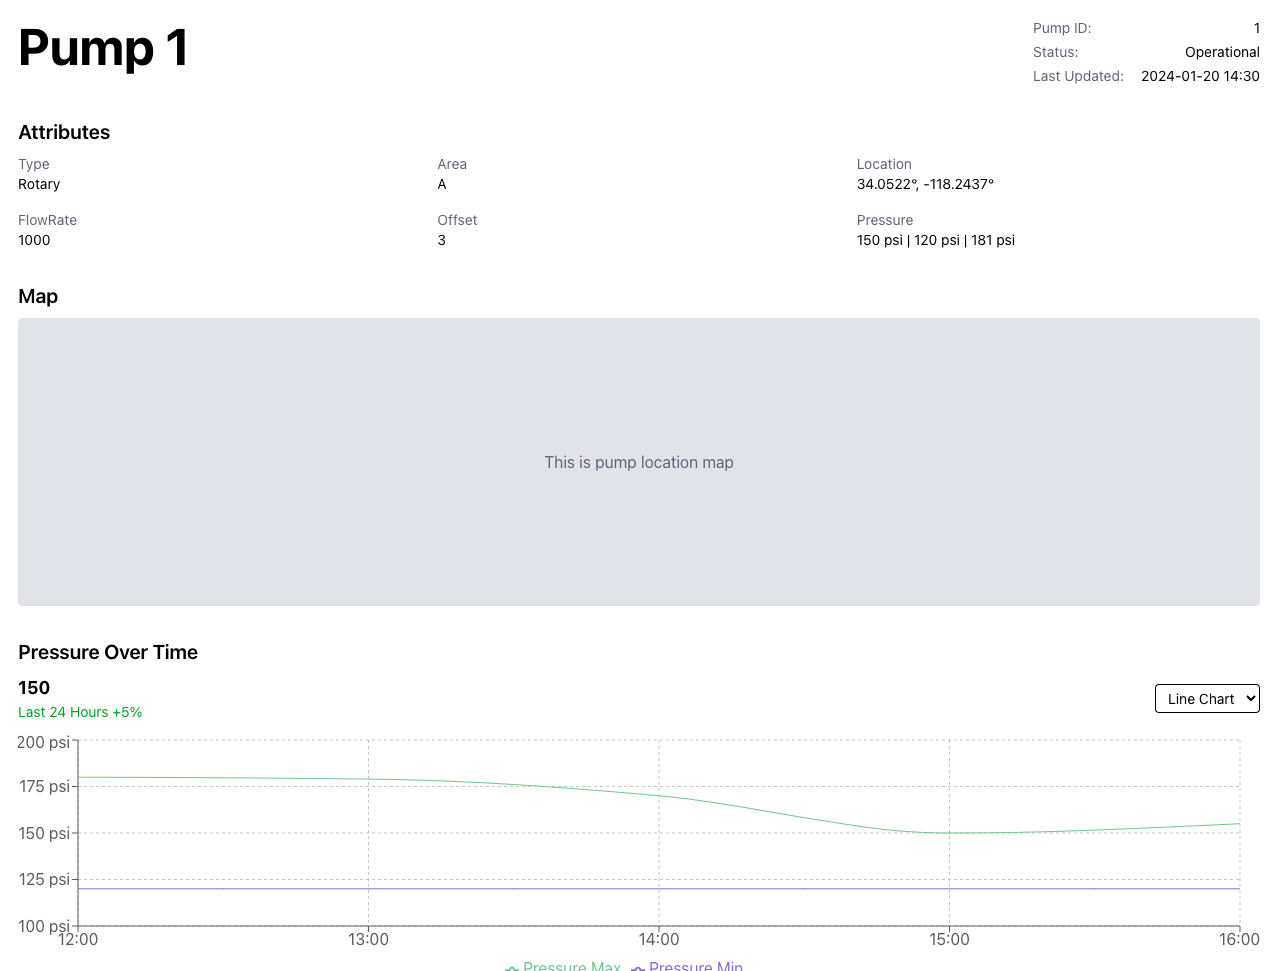 Pump 1
Pump ID: 1
Status: Operational
Last Updated: 2024-01-20 14:30
Attributes
Type
Rotary
Area
A
Location
34.0522°, -118.2437°
FlowRate
1000
Offset
3
Pressure
150 psi | 120 psi | 181 psi
Map
This is pump location map
Pressure Over Time
150
Last 24 Hours +5%
Line Chart
200 psi
175 psi
150 psi
125 psi
100 psi
12:00 13:00 14:00 15:00 16:00
Pressure Max Pressure Min